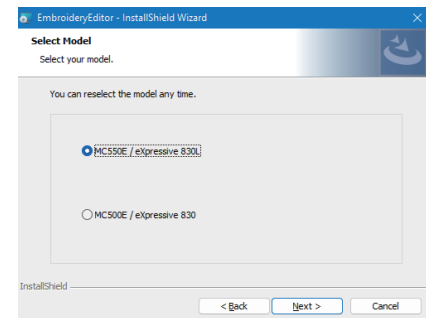 EmbroideryEditor - InstallShield Wizard
Select Model
Select your model.
You can reselect the model any time.
MC550E / eXpressive 830L
MC500E / eXpressive 830
InstallShield
< Back Next > Cancel